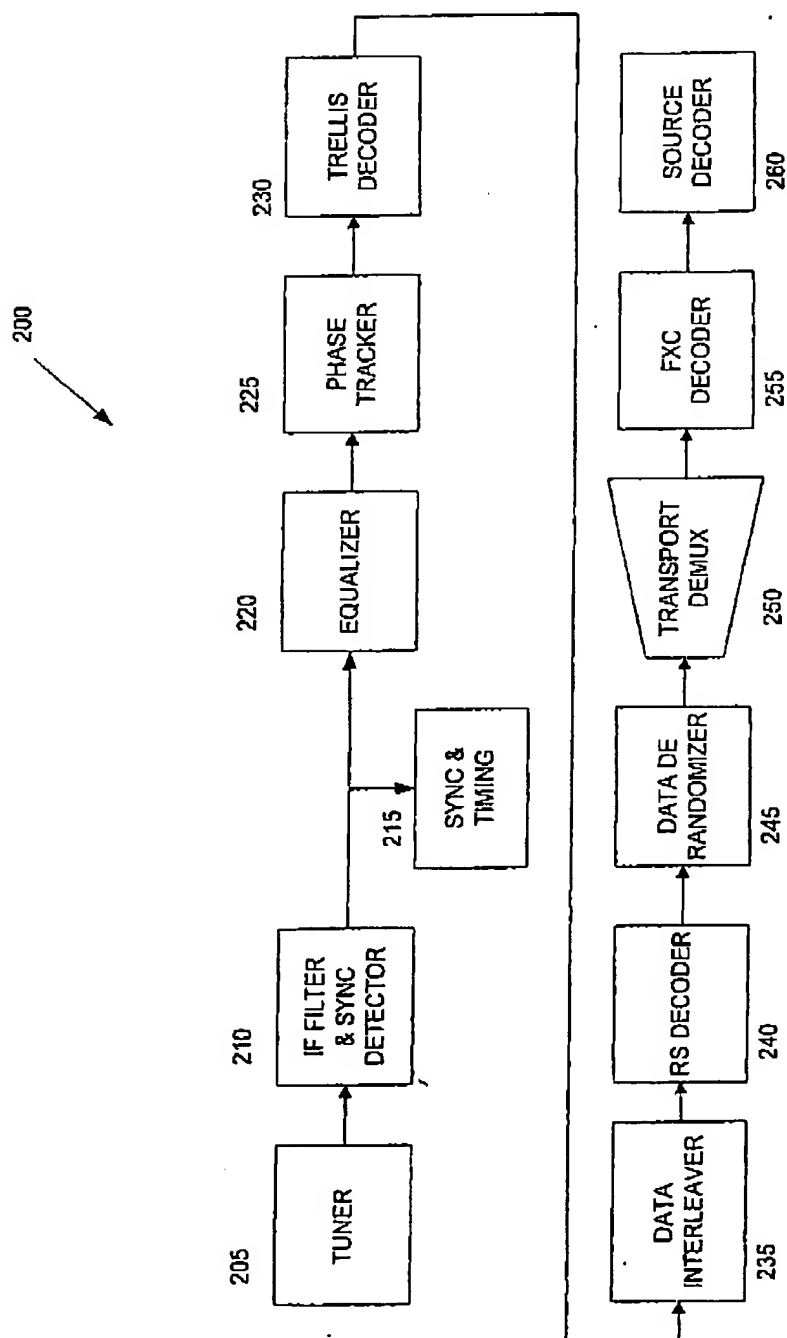 200
205
TUNER
210
IF FILTER
& SYNC
DETECTOR
215
SYNC &
TIMING
220
EQUALIZER
225
PHASE
TRACKER
230
TRELLIS
DECODER
DATA
INTERLEAVER
235
RS DECODER
240
DATA DE
RANDOMIZER
245
TRANSPORT
DEMUX
250
FXC
DECODER
255
SOURCE
DECODER
260